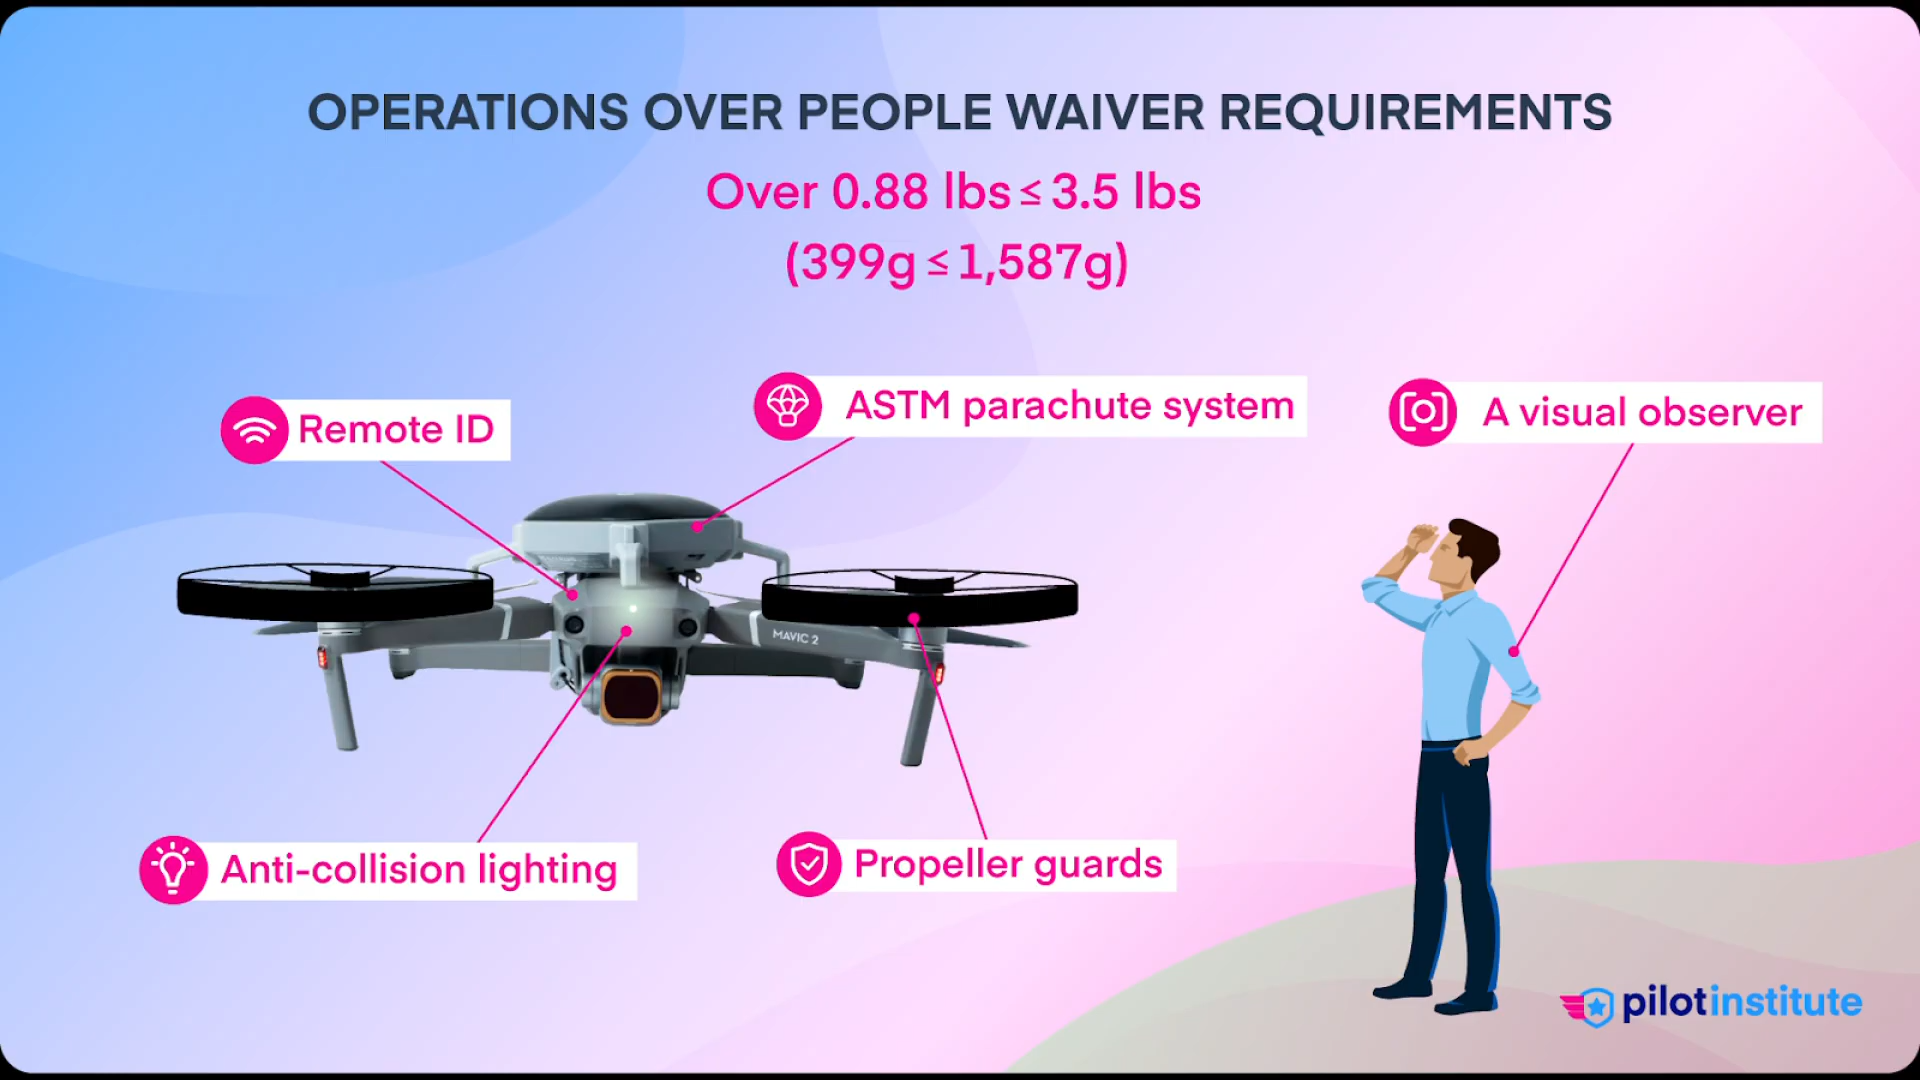 OPERATIONS OVER PEOPLE WAIVER REQUIREMENTS
Over 0.88 lbs ≤ 3.5 lbs
(399g ≤ 1,587g)
Remote ID
ASTM parachute system
A visual observer
MAVIC 2
Anti-collision lighting
Propeller guards
pilotinstitute